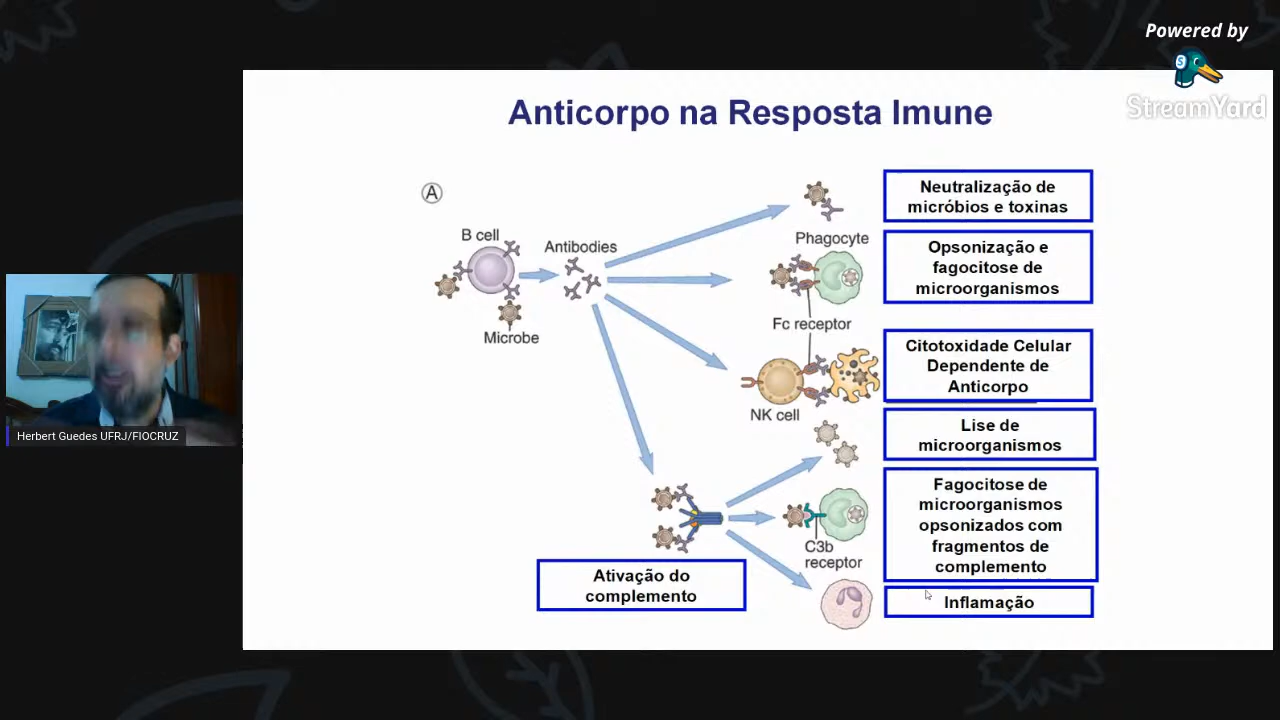 Powered by
StreamYard
Anticorpo na Resposta Imune
A
B cell
Antibodies
Microbe
Phagocyte
Fc receptor
NK cell
C3b
receptor
Neutralização de
micróbios e toxinas
Opsonização e
fagocitose de
microorganismos
Citotoxidade Celular
Dependente de
Anticorpo
Lise de
microorganismos
Fagocitose de
microorganismos
opsonizados com
fragmentos de
complemento
Inflamação
Ativação do
complemento
Herbert Guedes UFRJ/FIOCRUZ